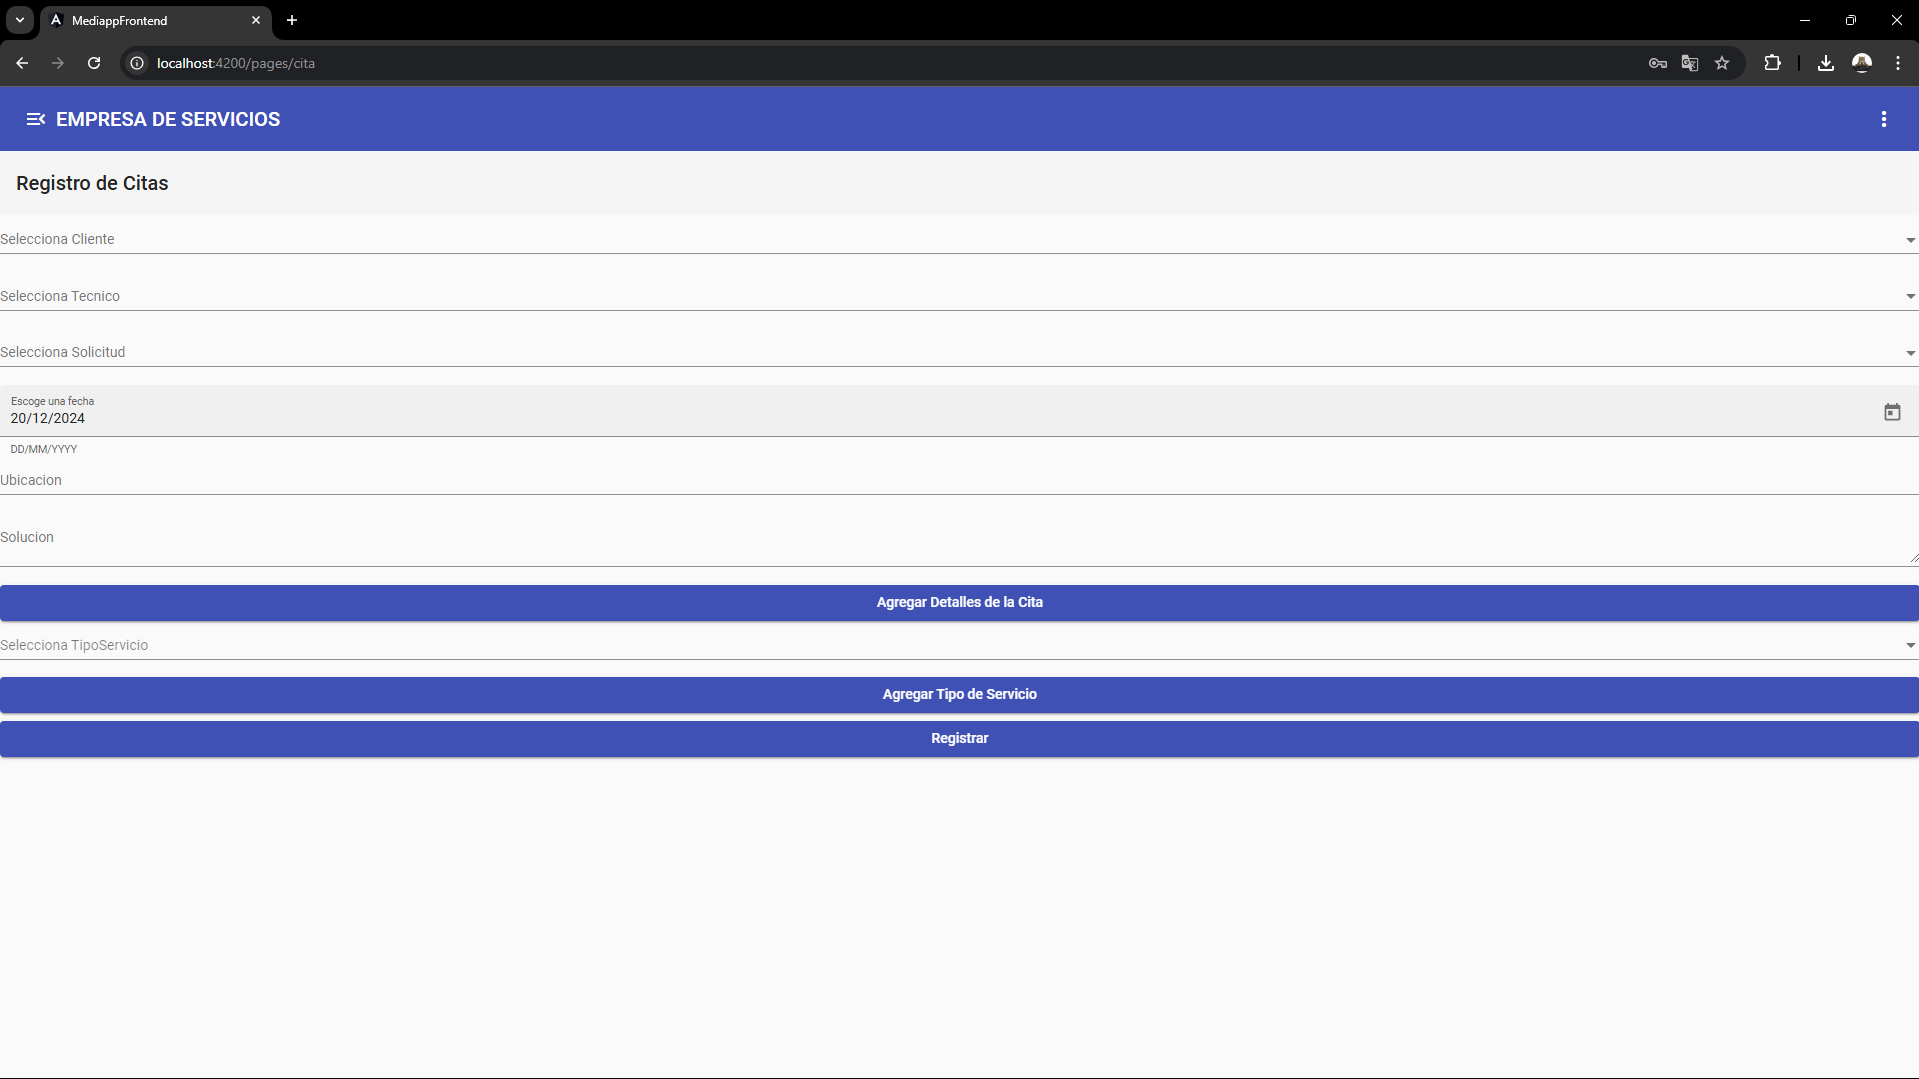 MediappFrontend
localhost:4200/pages/cita
EMPRESA DE SERVICIOS
Registro de Citas
Selecciona Cliente
Selecciona Tecnico
Selecciona Solicitud
Escoge una fecha
20/12/2024
DD/MM/YYYY
Ubicacion
Solucion
Agregar Detalles de la Cita
Selecciona TipoServicio
Agregar Tipo de Servicio
Registrar